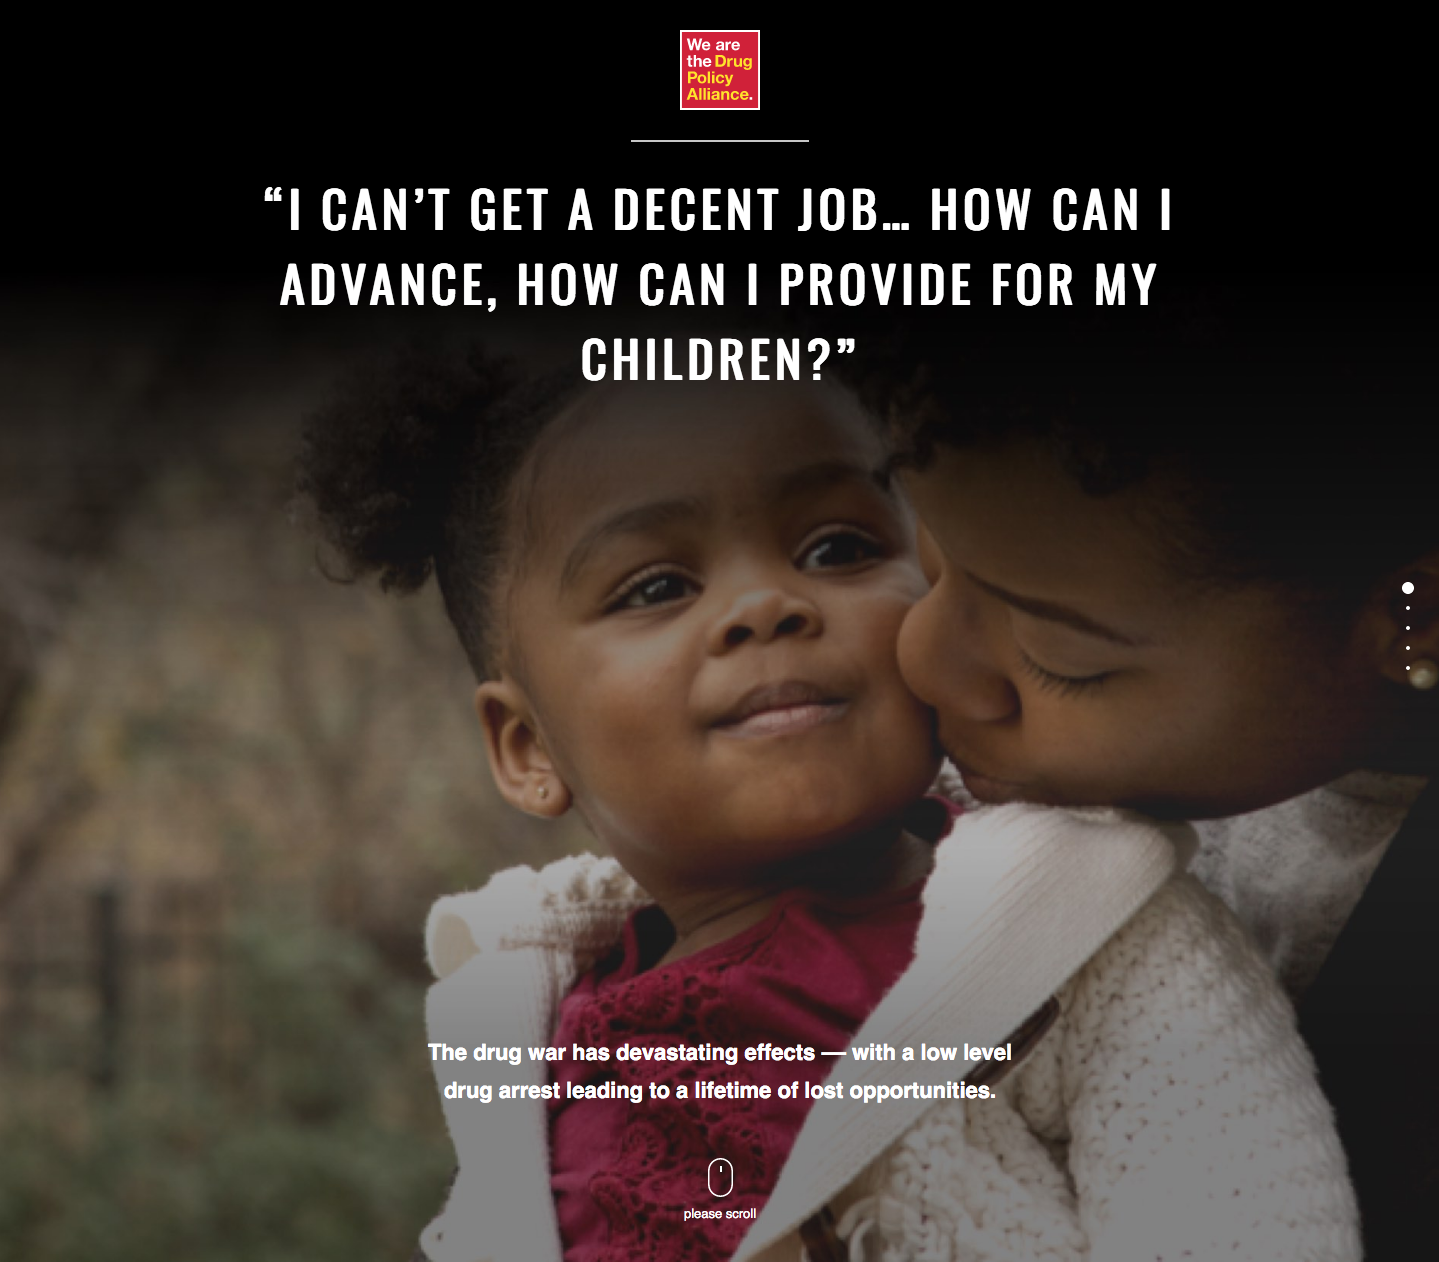 We are
the Drug
Policy
Alliance.
“I CAN’T GET A DECENT JOB... HOW CAN I
ADVANCE, HOW CAN I PROVIDE FOR MY
CHILDREN?”
The drug war has devastating effects — with a low level
drug arrest leading to a lifetime of lost opportunities.
please scroll